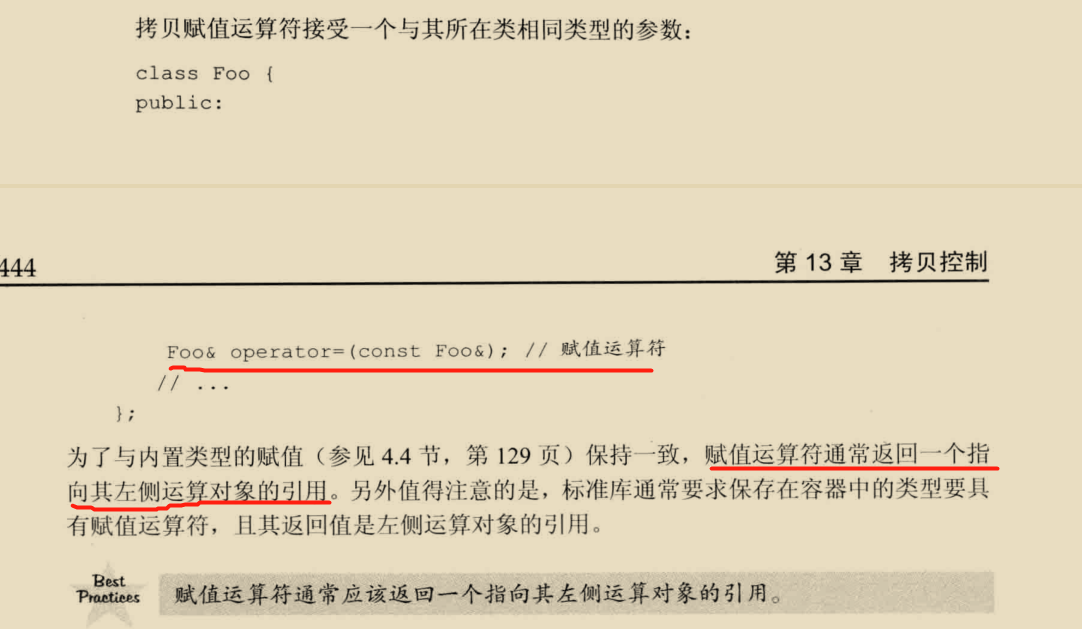 拷贝赋值运算符接受一个与其所在类相同类型的参数：
class Foo {
public:
444
第 13 章 拷贝控制
Foo& operator=(const Foo&); // 赋值运算符
// ...
};
为了与内置类型的赋值（参见 4.4 节，第 129 页）保持一致，赋值运算符通常返回一个指
向其左侧运算对象的引用。另外值得注意的是，标准库通常要求保存在容器中的类型要具
有赋值运算符，且其返回值是左侧运算对象的引用。
Best
Practices
赋值运算符通常应该返回一个指向其左侧运算对象的引用。